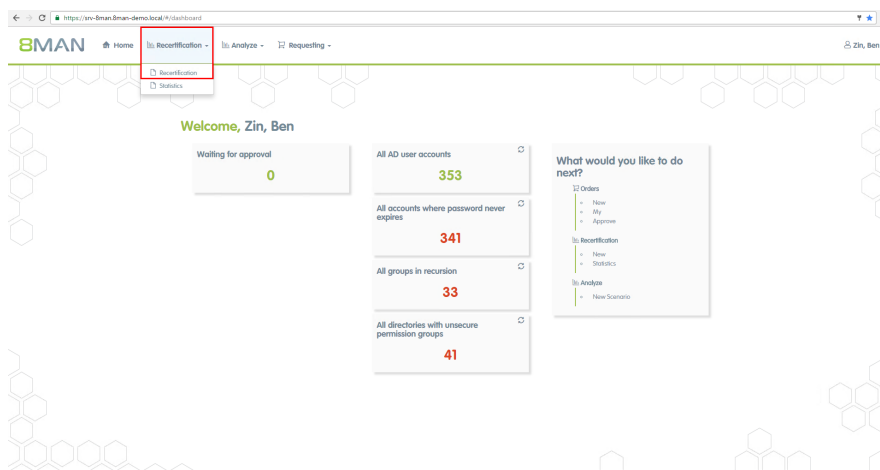 https://srv-8man.8man-demo.local/#/dashboard
8MAN Home Recertification Analyze Requesting Zin, Ben
Recertification
Statistics
Welcome, Zin, Ben
Waiting for approval
0
All AD user accounts
353
All accounts where password never
expires
341
All groups in recursion
33
All directories with unsecure
permission groups
41
What would you like to do
next?
Orders
New
My
Approve
Recertification
New
Statistics
Analyze
New Scenario